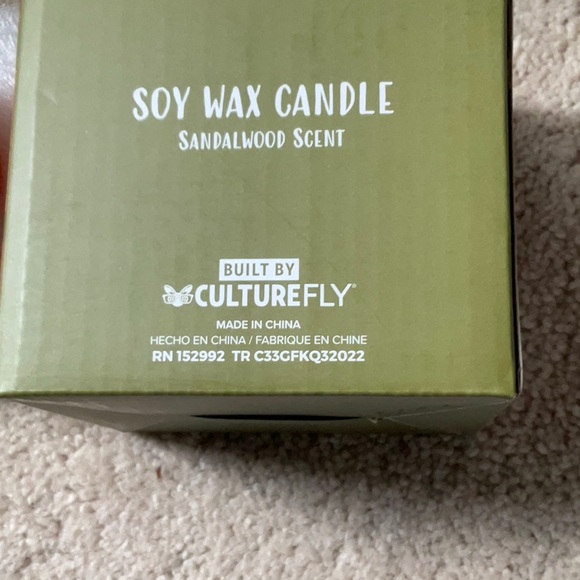 SOY WAX CANDLE
SANDALWOOD SCENT
BUILT BY
CULTUREFLY®
MADE IN CHINA
HECHO EN CHINA / FABRIQUE EN CHINE
RN 152992 TR C33GFKQ32022